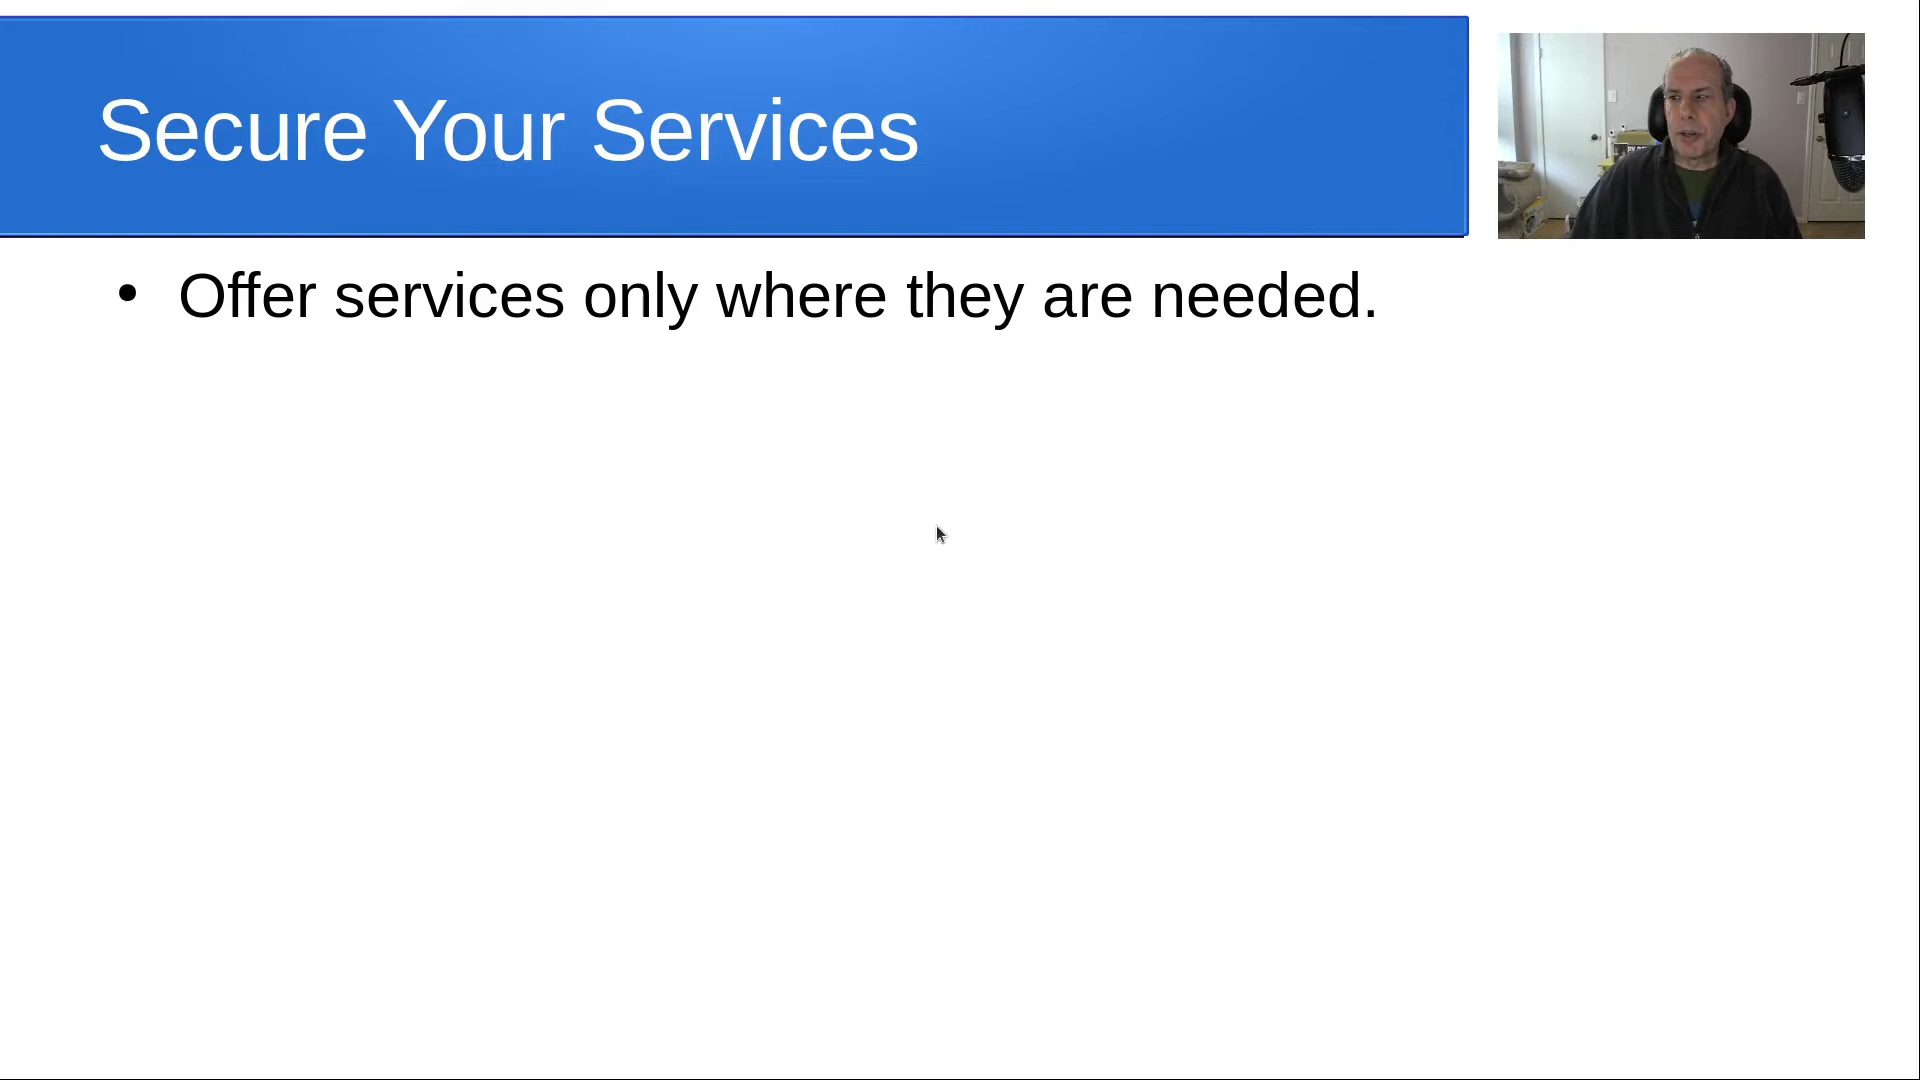 Secure Your Services
• Offer services only where they are needed.